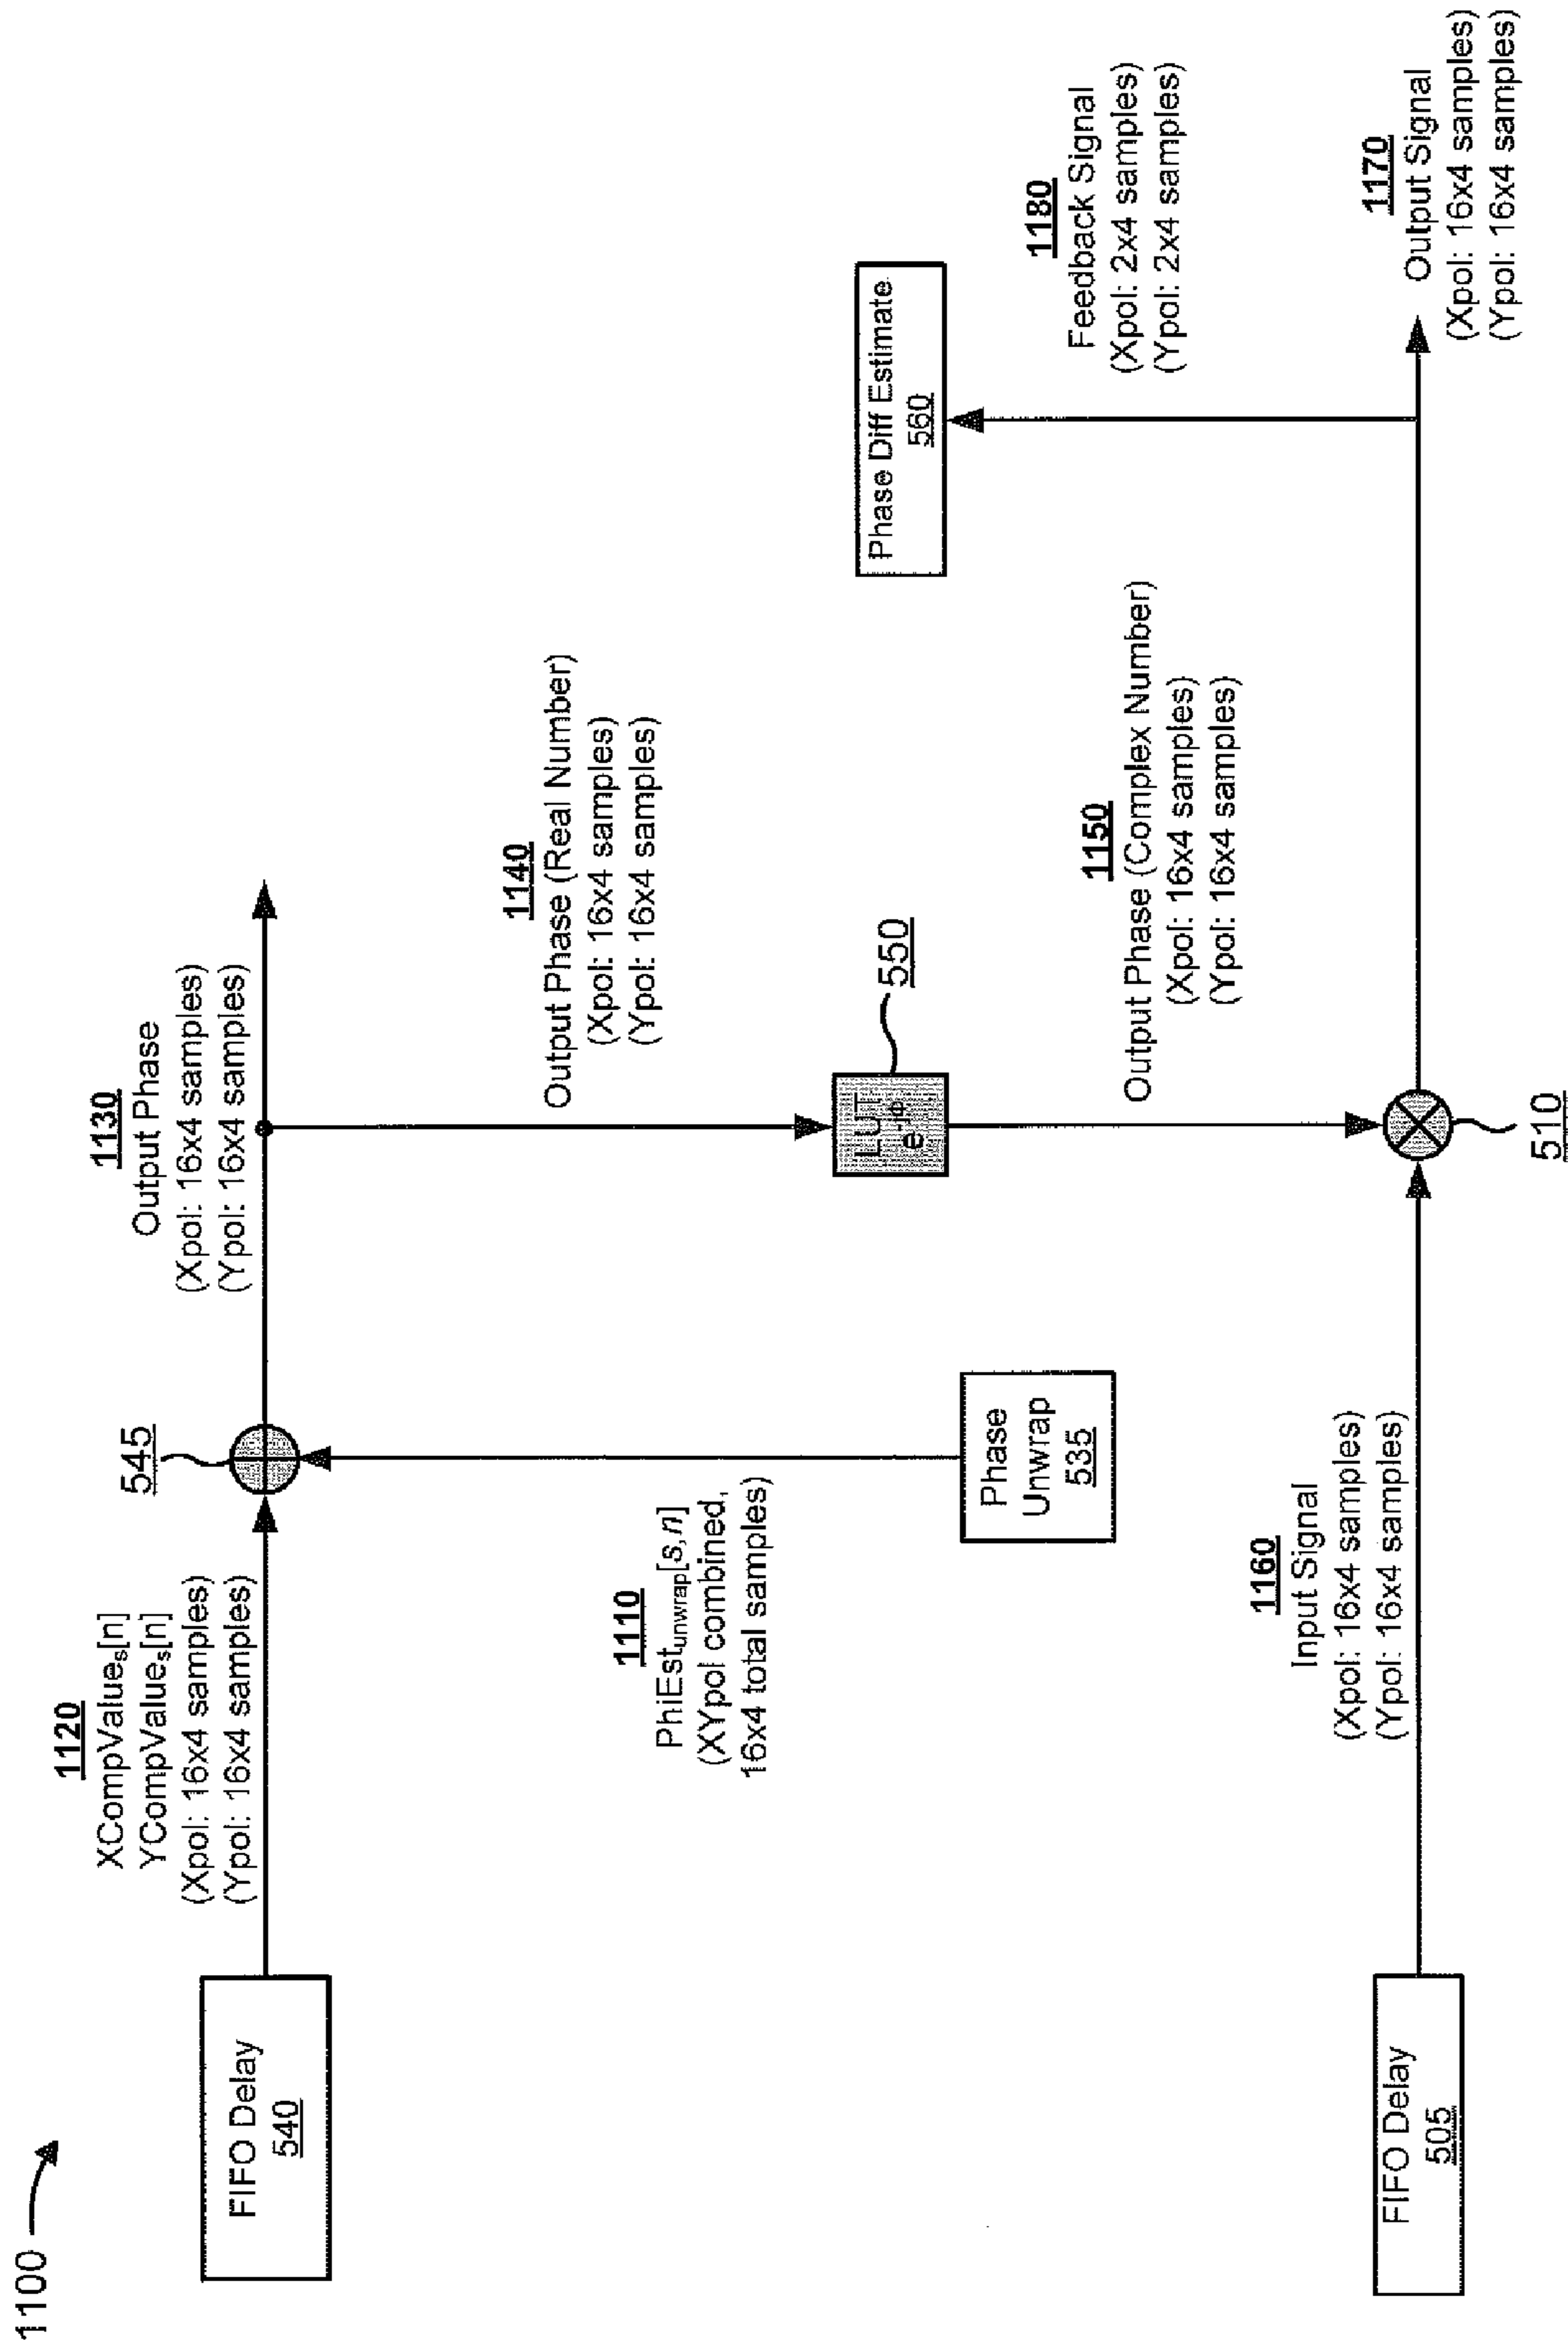 1100
FIFO Delay
540
1120
XCompValueₛ[n]
YCompValueₛ[n]
(Xpol: 16x4 samples)
(Ypol: 16x4 samples)
545
1130
Output Phase
(Xpol: 16x4 samples)
(Ypol: 16x4 samples)
1110
PhiEstunwrap[s,n]
(XYpol combined,
16x4 total samples)
Phase
Unwrap
535
1140
Output Phase (Real Number)
(Xpol: 16x4 samples)
(Ypol: 16x4 samples)
LUT
550
1150
Output Phase (Complex Number)
(Xpol: 16x4 samples)
(Ypol: 16x4 samples)
Phase Diff Estimate
560
1180
Feedback Signal
(Xpol: 2x4 samples)
(Ypol: 2x4 samples)
FIFO Delay
505
1160
Input Signal
(Xpol: 16x4 samples)
(Ypol: 16x4 samples)
510
1170
Output Signal
(Xpol: 16x4 samples)
(Ypol: 16x4 samples)